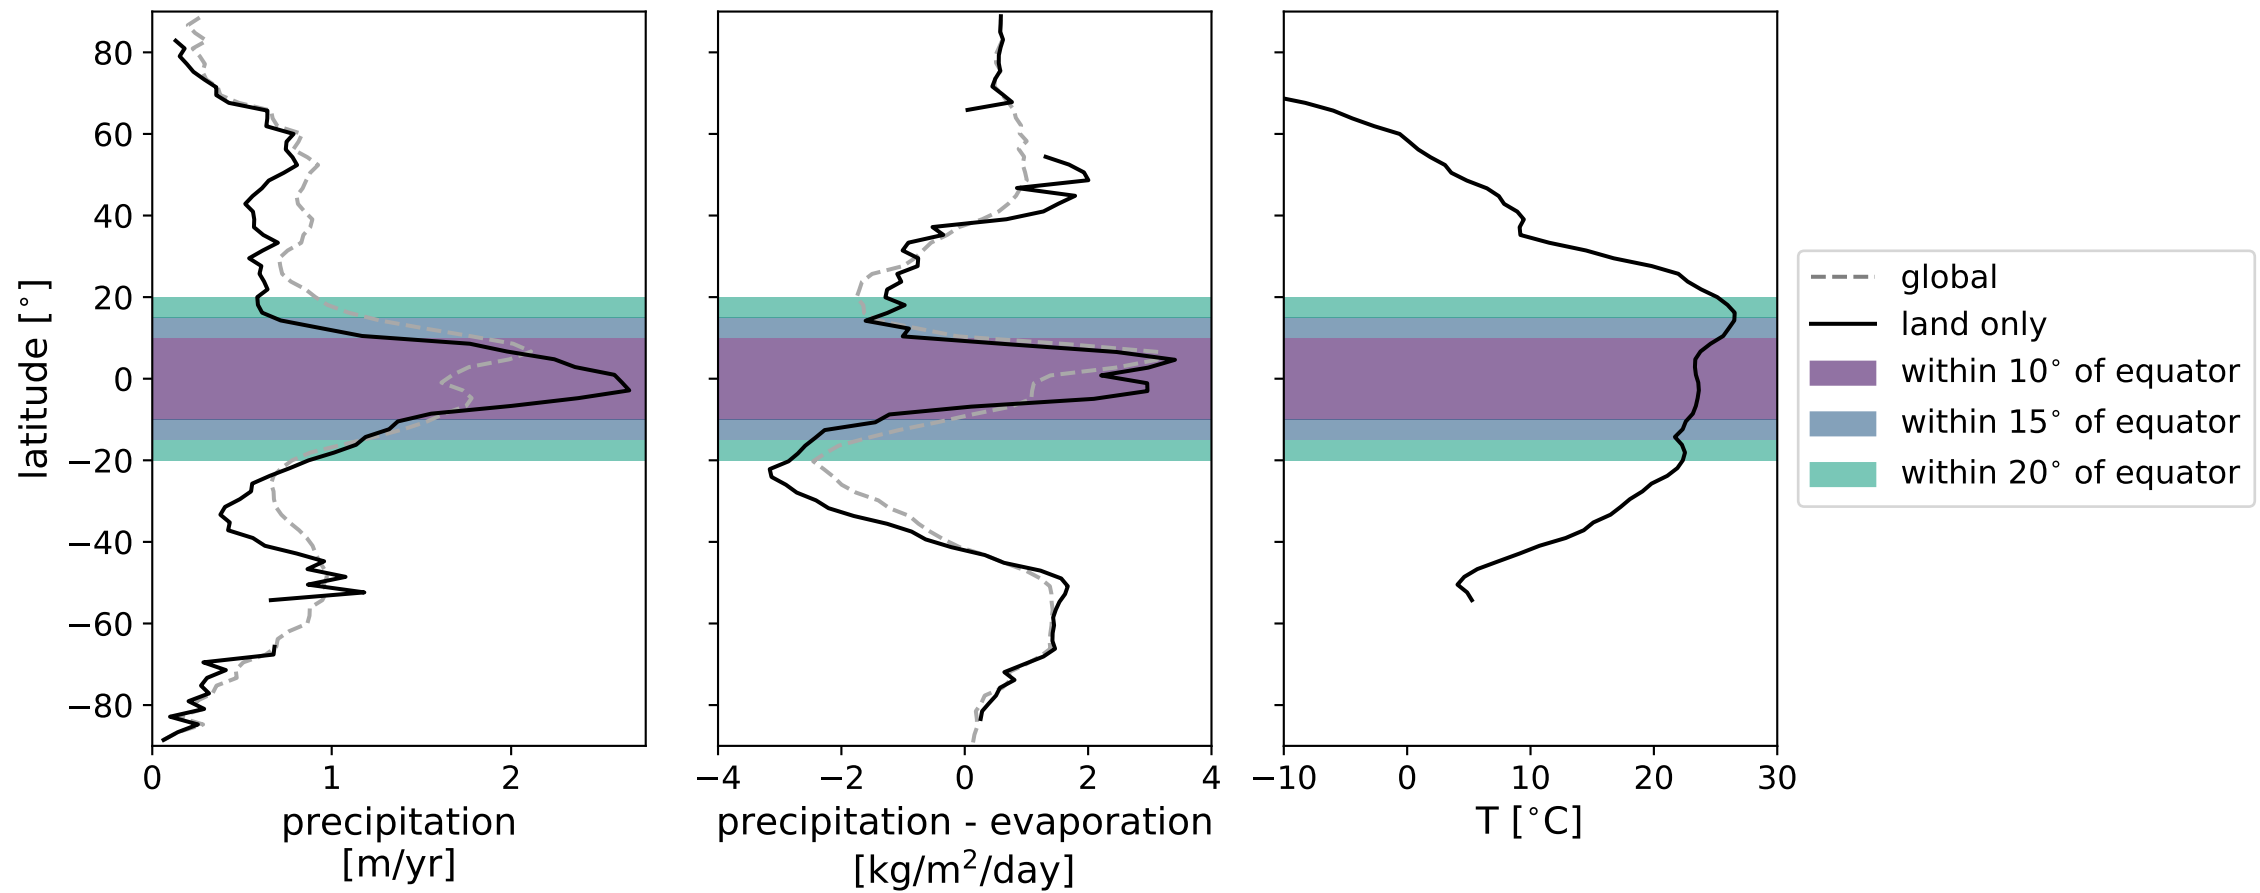 80
60
40
20
0
−20
−40
−60
−80
latitude [°]
0 1 2
precipitation
[m/yr]
−4 −2 0 2 4
precipitation - evaporation
[kg/m²/day]
−10 0 10 20 30
T [°C]
global
land only
within 10° of equator
within 15° of equator
within 20° of equator